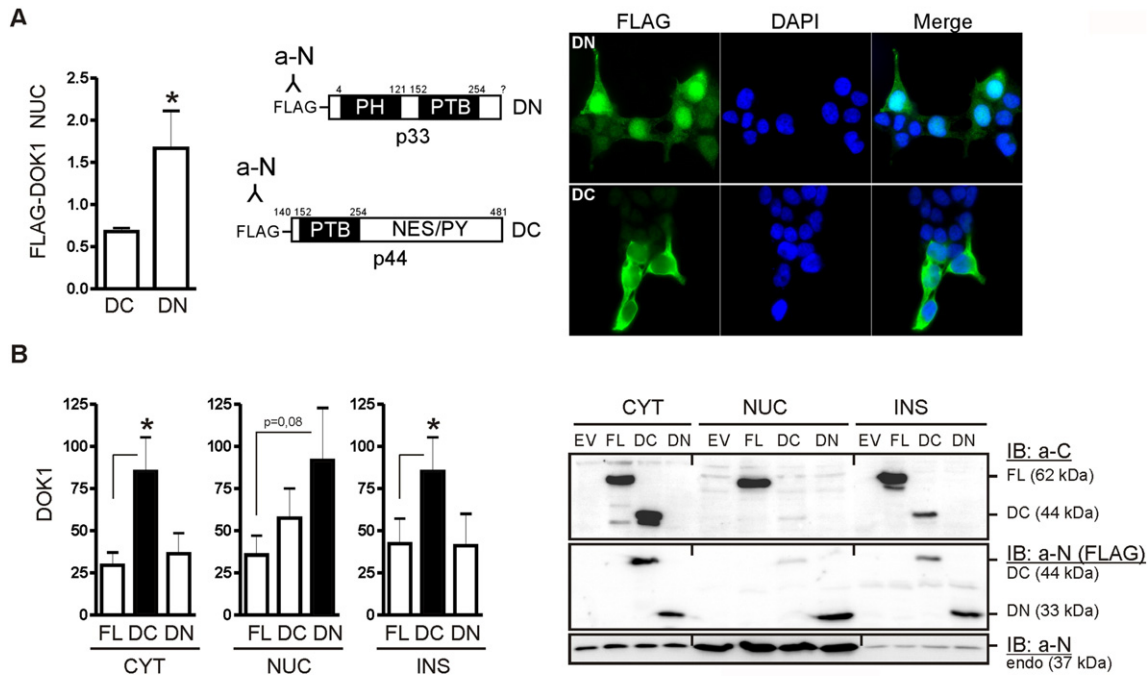 A
FLAG-DOK1 NUC
2.5
2.0
1.5
1.0
0.5
0.0
*
DC DN
a-N
4 121 152 254 ?
FLAG PH PTB DN
p33
a-N
140 152 254 481
FLAG PTB NES/PY DC
p44
FLAG DAPI Merge
DN
DC
B
DOK1
125
100
75
50
25
0
*
FL DC DN
CYT
125
100
75
50
25
0
p=0,08
FL DC DN
NUC
125
100
75
50
25
0
*
FL DC DN
INS
CYT NUC INS
EV FL DC DN EV FL DC DN EV FL DC DN
IB: a-C
FL (62 kDa)
DC (44 kDa)
IB: a-N (FLAG)
DC (44 kDa)
DN (33 kDa)
IB: a-N
endo (37 kDa)